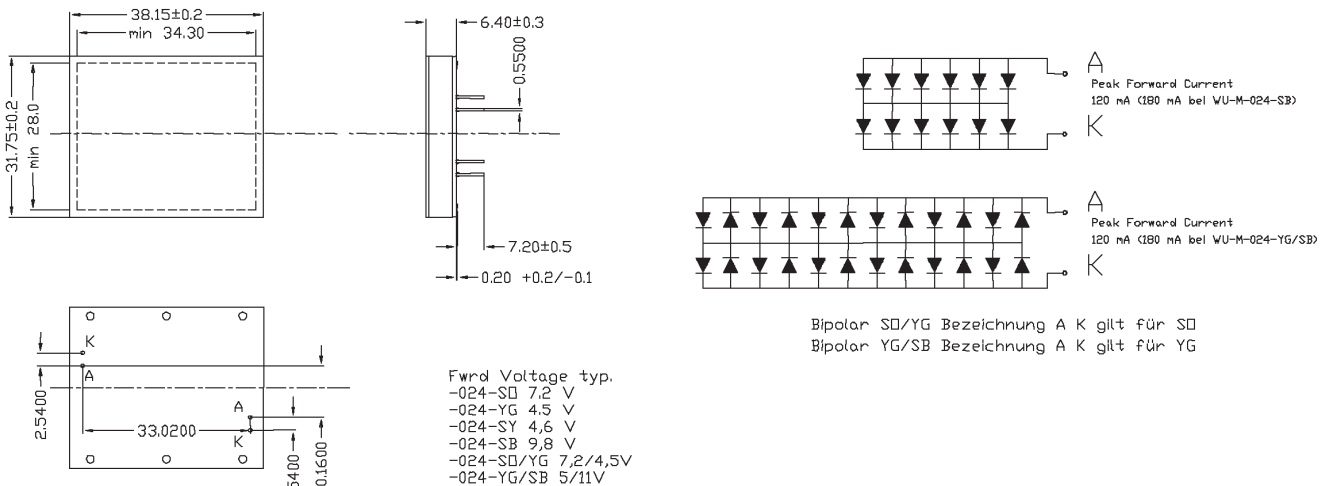 38.15±0.2
min 34.30
31.75±0.2
min 28.0
6.40±0.3
0.5500
7.20±0.5
0.20 +0.2/-0.1
A
Peak Forward Current
120 mA (180 mA bei WU-M-024-SB)
K
A
Peak Forward Current
120 mA (180 mA bei WU-M-024-YG/SB)
K
Bipolar SO/YG Bezeichnung A K gilt für SO
Bipolar YG/SB Bezeichnung A K gilt für YG
K
A
2.5400
33.0200
A
K
Fwrd Voltage typ.
-024-SO 7.2 V
-024-YG 4.5 V
-024-SY 4,6 V
-024-SB 9,8 V
-024-SO/YG 7,2/4,5V
-024-YG/SB 5/11V